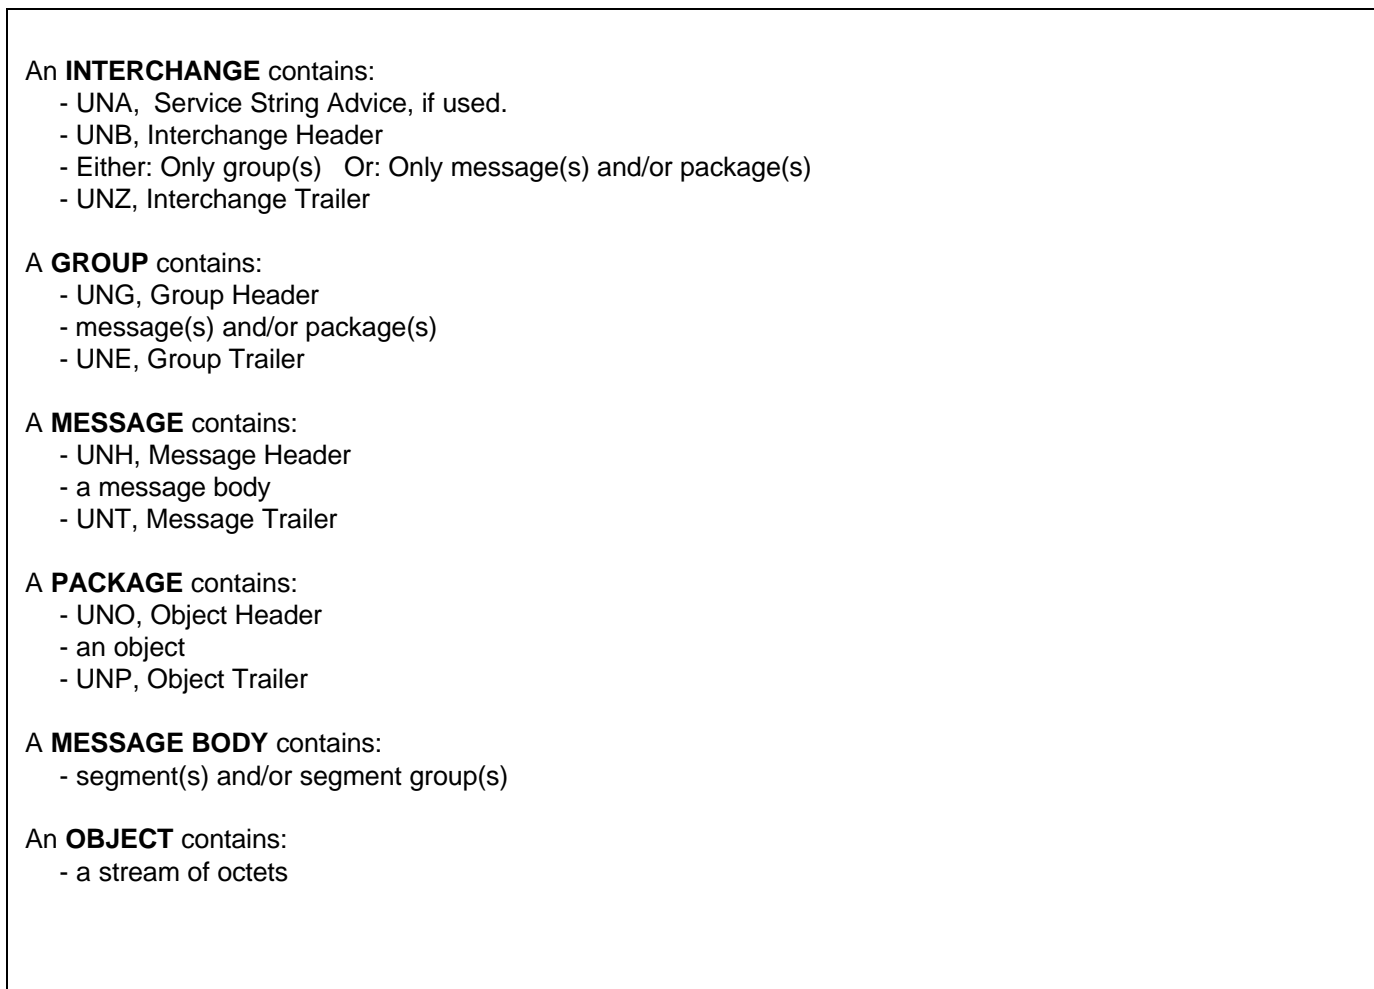 An INTERCHANGE contains:
- UNA,  Service String Advice, if used.
- UNB, Interchange Header
- Either: Only group(s)   Or: Only message(s) and/or package(s)
- UNZ, Interchange Trailer
A GROUP contains:
- UNG, Group Header
- message(s) and/or package(s)
- UNE, Group Trailer
A MESSAGE contains:
- UNH, Message Header
- a message body
- UNT, Message Trailer
A PACKAGE contains:
- UNO, Object Header
- an object
- UNP, Object Trailer
A MESSAGE BODY contains:
- segment(s) and/or segment group(s)
An OBJECT contains:
- a stream of octets